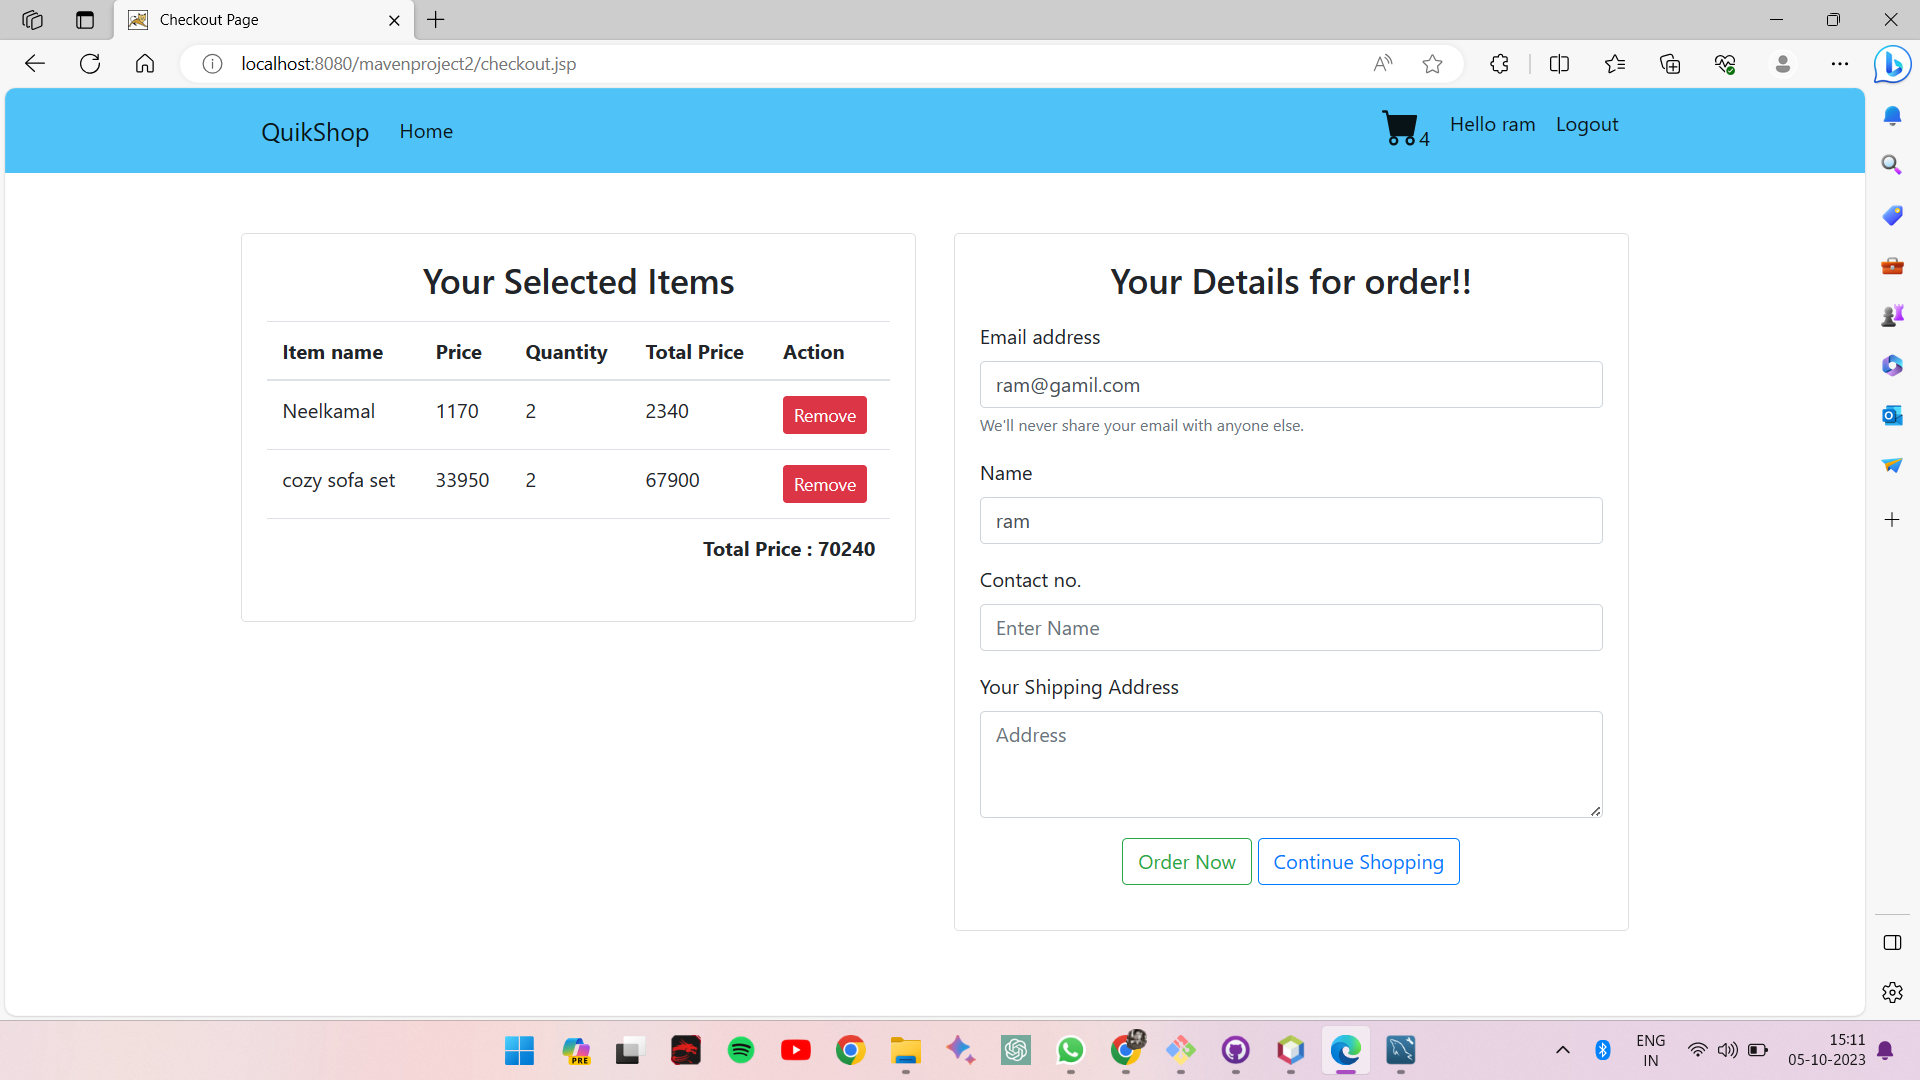 Checkout Page
localhost:8080/mavenproject2/checkout.jsp
QuikShop Home 4 Hello ram Logout
Your Selected Items
Item name Price Quantity Total Price Action
Neelkamal 1170 2 2340 Remove
cozy sofa set 33950 2 67900 Remove
Total Price : 70240
Your Details for order!!
Email address
ram@gamil.com
We'll never share your email with anyone else.
Name
ram
Contact no.
Enter Name
Your Shipping Address
Address
Order Now Continue Shopping
PRE
ENG
IN
15:11
05-10-2023